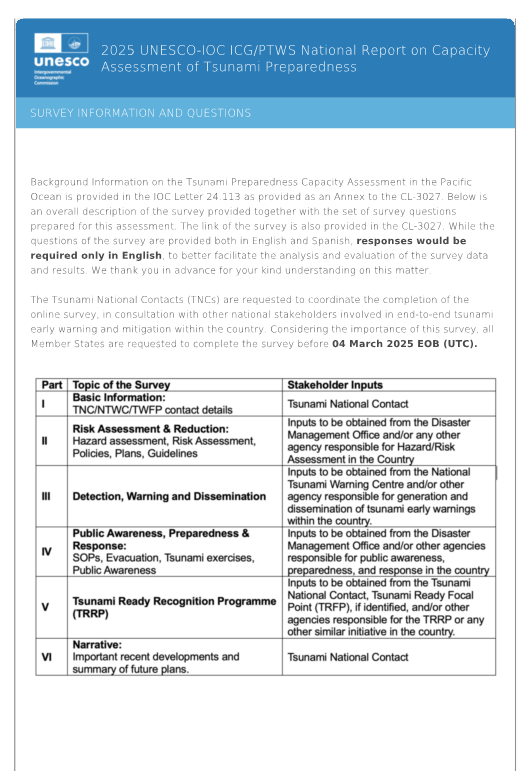 unesco
Intergovernmental
Oceanographic
Commission
2025 UNESCO-IOC ICG/PTWS National Report on Capacity
Assessment of Tsunami Preparedness
SURVEY INFORMATION AND QUESTIONS
Background Information on the Tsunami Preparedness Capacity Assessment in the Pacific
Ocean is provided in the IOC Letter 24.113 as provided as an Annex to the CL-3027. Below is
an overall description of the survey provided together with the set of survey questions
prepared for this assessment. The link of the survey is also provided in the CL-3027. While the
questions of the survey are provided both in English and Spanish, responses would be
required only in English, to better facilitate the analysis and evaluation of the survey data
and results. We thank you in advance for your kind understanding on this matter.
The Tsunami National Contacts (TNCs) are requested to coordinate the completion of the
online survey, in consultation with other national stakeholders involved in end-to-end tsunami
early warning and mitigation within the country. Considering the importance of this survey, all
Member States are requested to complete the survey before 04 March 2025 EOB (UTC).
Part Topic of the Survey Stakeholder Inputs
I
Basic Information:
TNC/NTWC/TWFP contact details
Tsunami National Contact
II
Risk Assessment & Reduction:
Hazard assessment, Risk Assessment,
Policies, Plans, Guidelines
Inputs to be obtained from the Disaster
Management Office and/or any other
agency responsible for Hazard/Risk
Assessment in the Country
III
Detection, Warning and Dissemination
Inputs to be obtained from the National
Tsunami Warning Centre and/or other
agency responsible for generation and
dissemination of tsunami early warnings
within the country.
IV
Public Awareness, Preparedness &
Response:
SOPs, Evacuation, Tsunami exercises,
Public Awareness
Inputs to be obtained from the Disaster
Management Office and/or other agencies
responsible for public awareness,
preparedness, and response in the country
V
Tsunami Ready Recognition Programme
(TRRP)
Inputs to be obtained from the Tsunami
National Contact, Tsunami Ready Focal
Point (TRFP), if identified, and/or other
agencies responsible for the TRRP or any
other similar initiative in the country.
VI
Narrative:
Important recent developments and
summary of future plans.
Tsunami National Contact